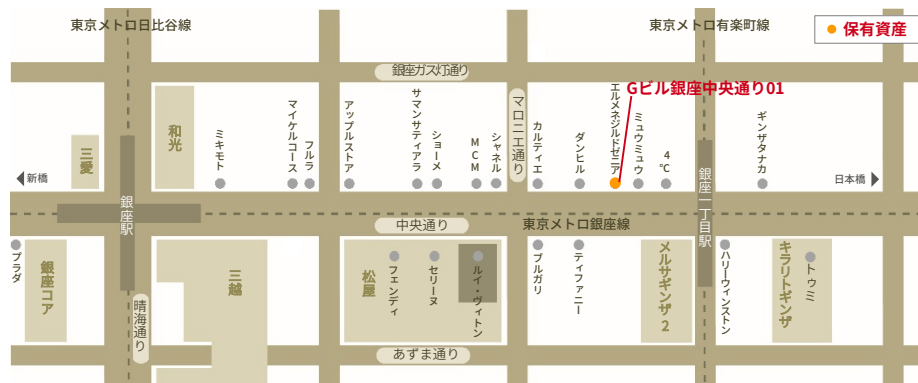 東京メトロ日比谷線
東京メトロ有楽町線
保有資産
銀座ガス灯通り
Gビル銀座中央通り01
三愛
和光
ミキモト
マイケルコース
フルラ
アップルストア
サマンサティアラ
ショーメ
MCM
シャネル
マロニエ通り
カルティエ
ダンヒル
エルメネジルドゼニア
ミュウミュウ
4℃
ギンザタナカ
新橋
日本橋
銀座駅
銀座一丁目駅
中央通り
東京メトロ銀座線
プラダ
銀座コア
晴海通り
三越
松屋
フェンディ
セリーヌ
ルイ・ヴィトン
ブルガリ
ティファニー
メルサギンザ2
ハリーウィンストン
キラリトギンザ
トゥミ
あずま通り